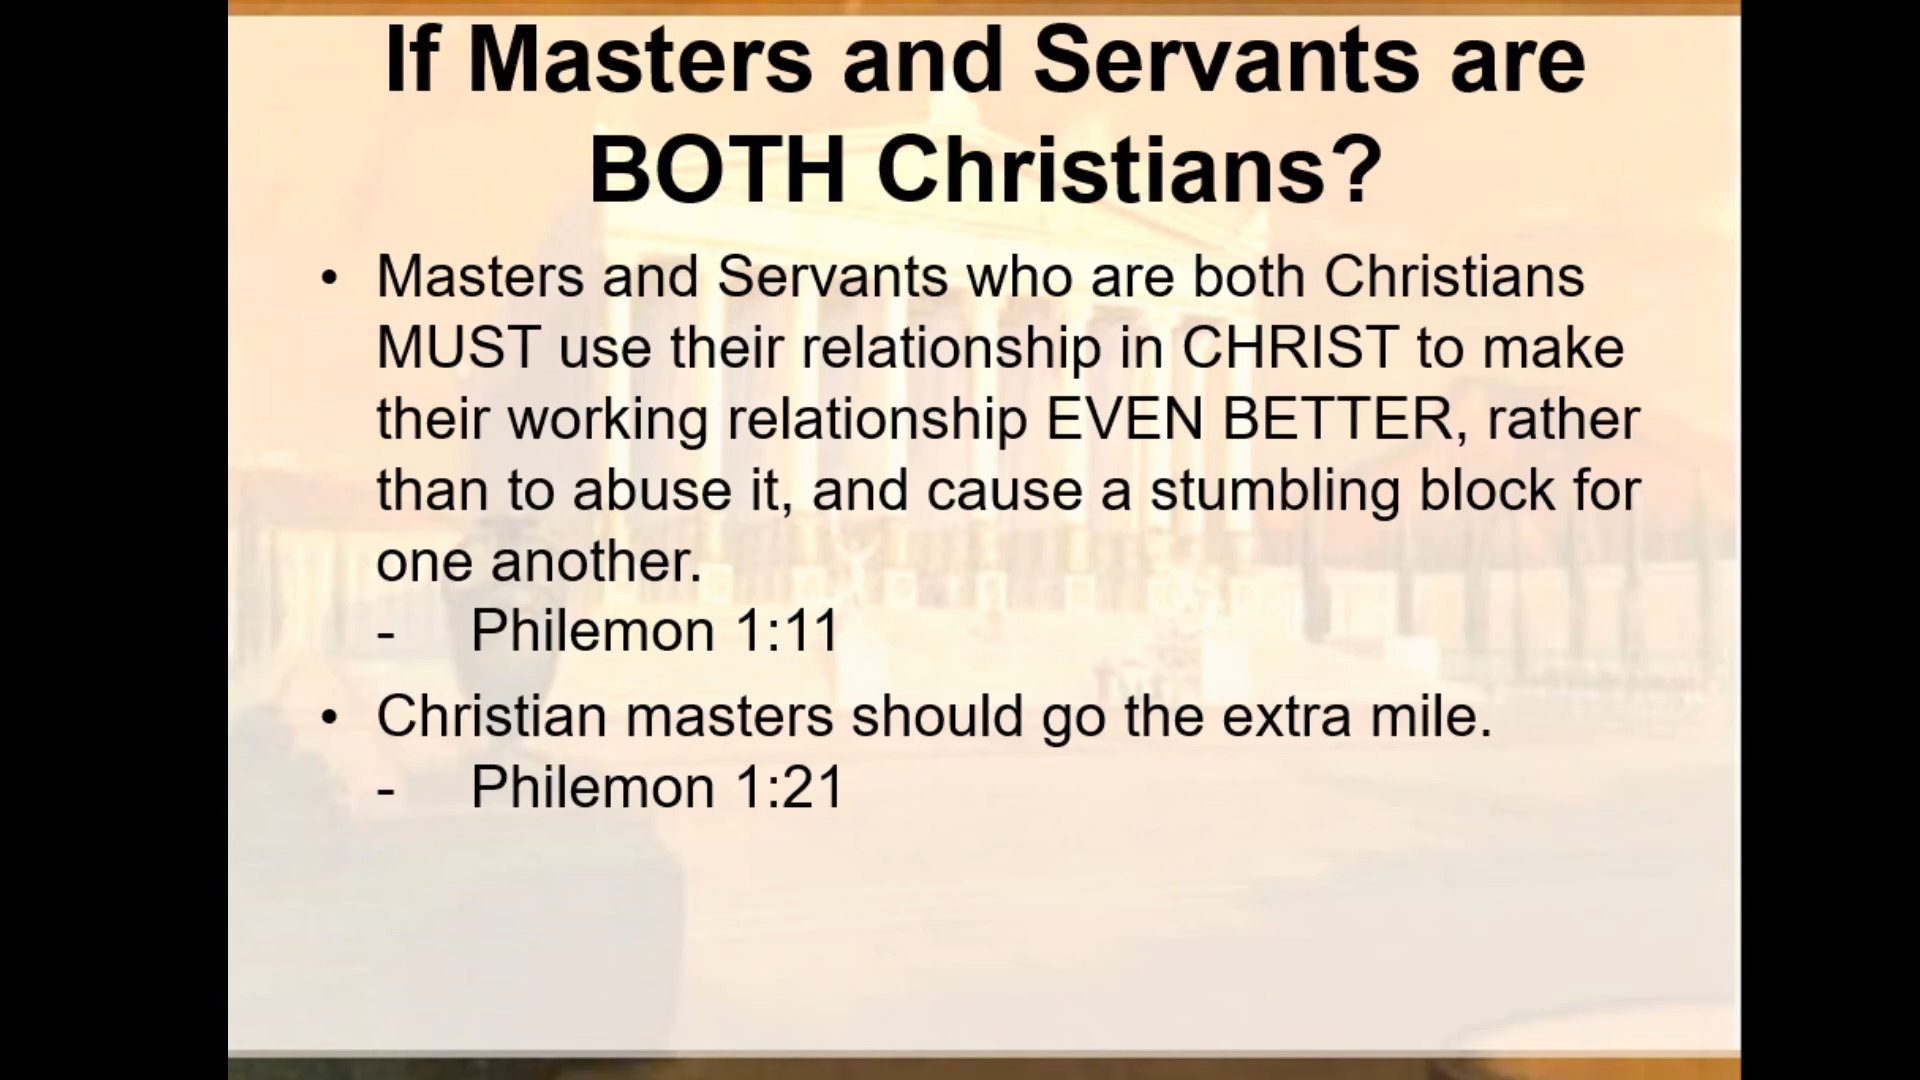 If Masters and Servants are
BOTH Christians?
• Masters and Servants who are both Christians
MUST use their relationship in CHRIST to make
their working relationship EVEN BETTER, rather
than to abuse it, and cause a stumbling block for
one another.
- Philemon 1:11
• Christian masters should go the extra mile.
- Philemon 1:21